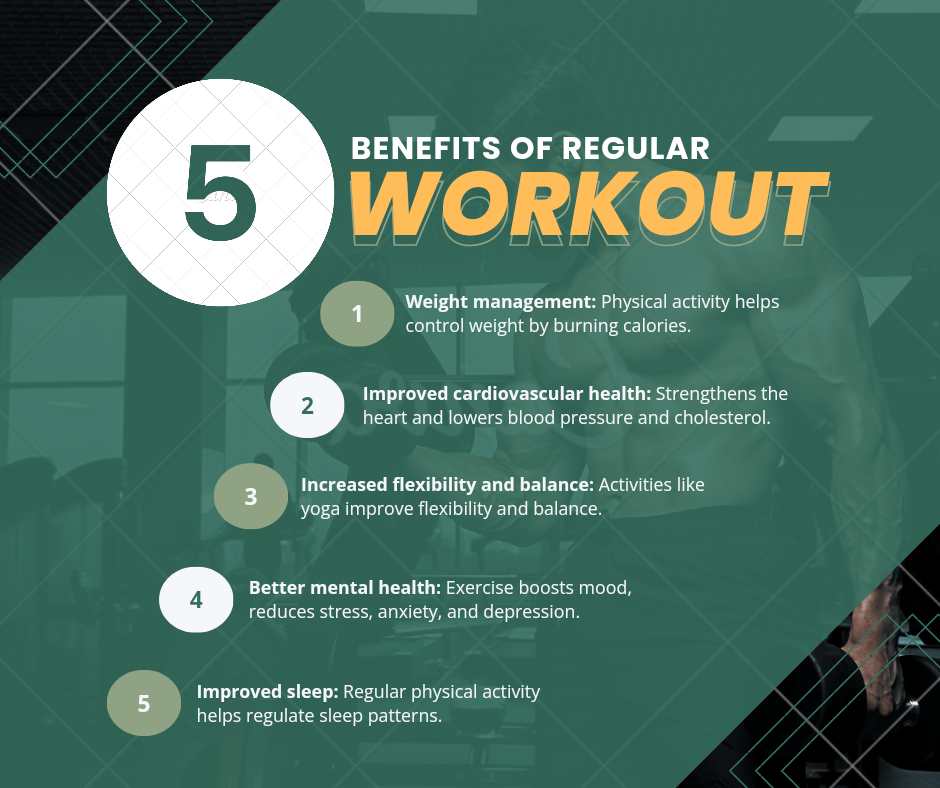 5
BENEFITS OF REGULAR
WORKOUT
1
Weight management: Physical activity helps
control weight by burning calories.
2
Improved cardiovascular health: Strengthens the
heart and lowers blood pressure and cholesterol.
3
Increased flexibility and balance: Activities like
yoga improve flexibility and balance.
4
Better mental health: Exercise boosts mood,
reduces stress, anxiety, and depression.
5
Improved sleep: Regular physical activity
helps regulate sleep patterns.